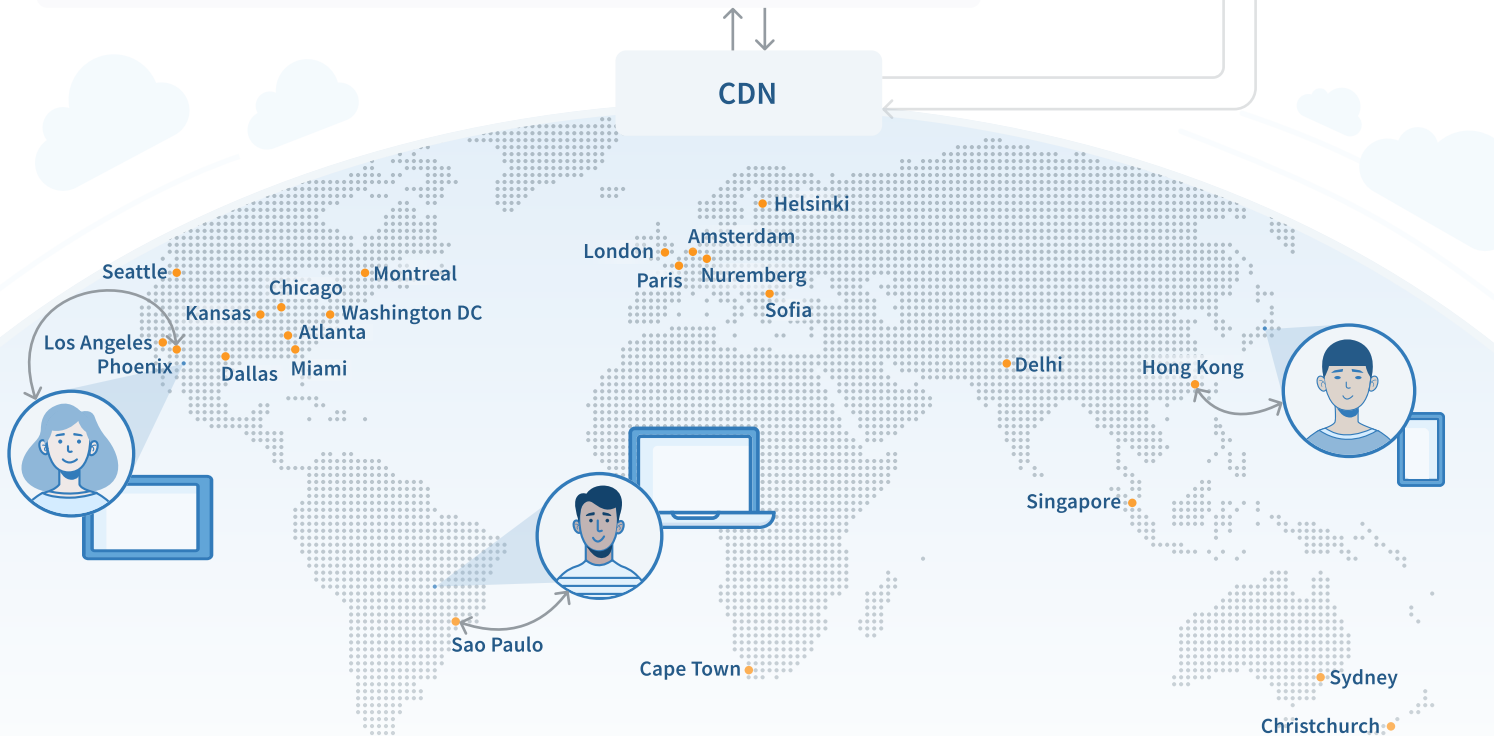 CDN
Helsinki
Amsterdam
London
Seattle
Montreal
Paris
Nuremberg
Chicago
Kansas
Washington DC
Sofia
Atlanta
Los Angeles
Phoenix
Dallas
Miami
Delhi
Hong Kong
Singapore
Sao Paulo
Cape Town
Sydney
Christchurch